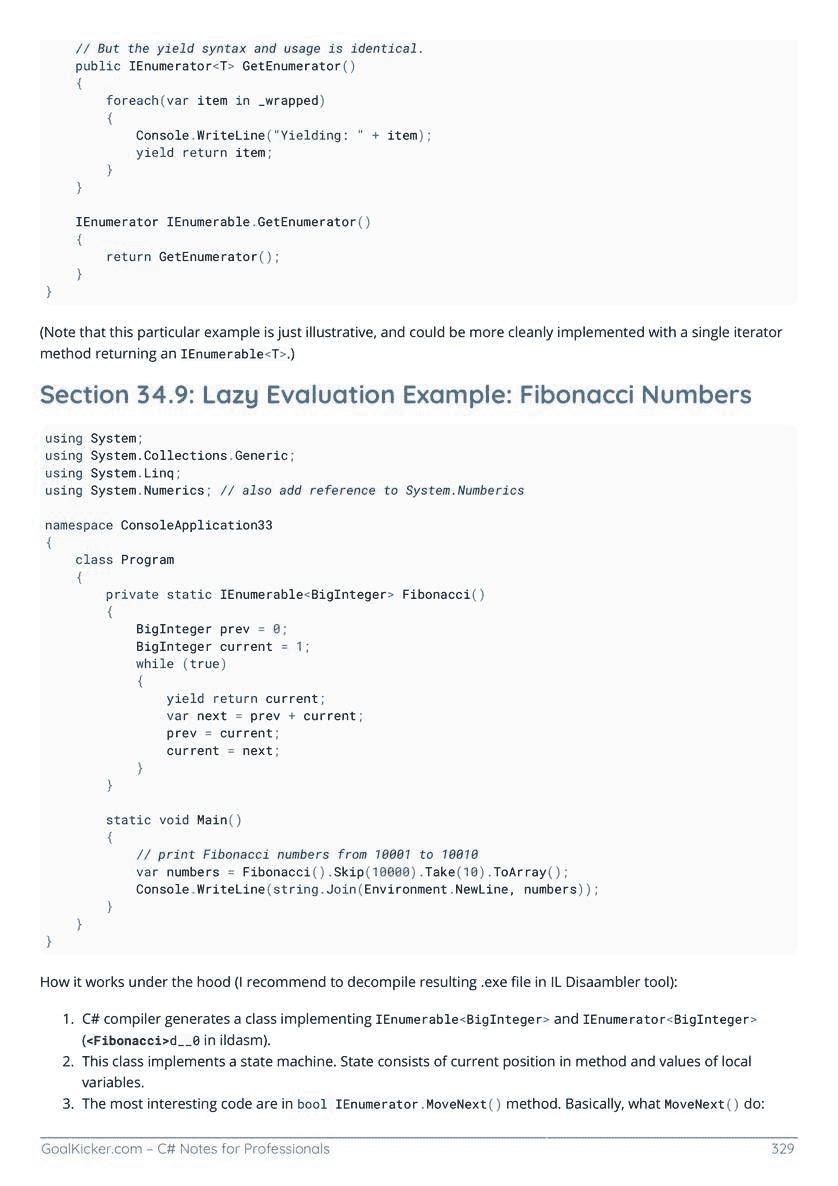 // But the yield syntax and usage is identical.
    public IEnumerator<T> GetEnumerator()
    {
        foreach(var item in _wrapped)
        {
            Console.WriteLine("Yielding: " + item);
            yield return item;
        }
    }

    IEnumerator IEnumerable.GetEnumerator()
    {
        return GetEnumerator();
    }
}
(Note that this particular example is just illustrative, and could be more cleanly implemented with a single iterator
method returning an IEnumerable<T>.)
Section 34.9: Lazy Evaluation Example: Fibonacci Numbers
using System;
using System.Collections.Generic;
using System.Linq;
using System.Numerics; // also add reference to System.Numberics

namespace ConsoleApplication33
{
    class Program
    {
        private static IEnumerable<BigInteger> Fibonacci()
        {
            BigInteger prev = 0;
            BigInteger current = 1;
            while (true)
            {
                yield return current;
                var next = prev + current;
                prev = current;
                current = next;
            }
        }

        static void Main()
        {
            // print Fibonacci numbers from 10001 to 10010
            var numbers = Fibonacci().Skip(10000).Take(10).ToArray();
            Console.WriteLine(string.Join(Environment.NewLine, numbers));
        }
    }
}
How it works under the hood (I recommend to decompile resulting .exe file in IL Disaambler tool):
1. C# compiler generates a class implementing IEnumerable<BigInteger> and IEnumerator<BigInteger>
(<Fibonacci>d__0 in ildasm).
2. This class implements a state machine. State consists of current position in method and values of local
variables.
3. The most interesting code are in bool IEnumerator.MoveNext() method. Basically, what MoveNext() do:
GoalKicker.com – C# Notes for Professionals 329